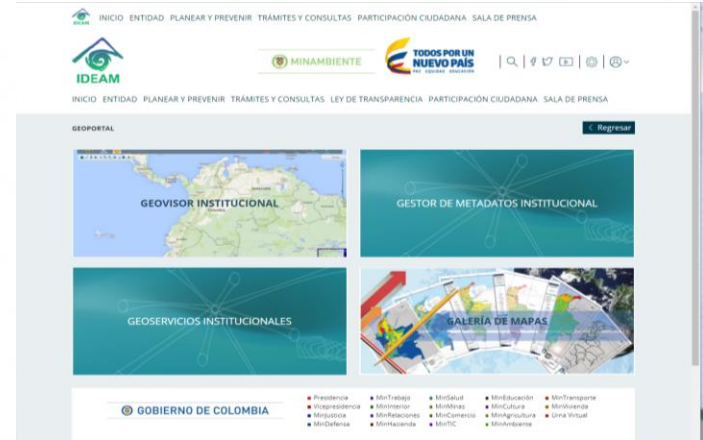 INICIO ENTIDAD PLANEAR Y PREVENIR TRÁMITES Y CONSULTAS PARTICIPACIÓN CIUDADANA SALA DE PRENSA
IDEAM
MINAMBIENTE
TODOS POR UN
NUEVO PAÍS
PAZ EQUIDAD EDUCACIÓN
INICIO ENTIDAD PLANEAR Y PREVENIR TRÁMITES Y CONSULTAS LEY DE TRANSPARENCIA PARTICIPACIÓN CIUDADANA SALA DE PRENSA
GEOPORTAL
< Regresar
GEOVISOR INSTITUCIONAL
GESTOR DE METADATOS INSTITUCIONAL
GEOSERVICIOS INSTITUCIONALES
GALERÍA DE MAPAS
GOBIERNO DE COLOMBIA
Presidencia MinTrabajo MinSalud MinEducación MinTransporte
Vicepresidencia MinInterior MinMinas MinCultura MinVivienda
MinJusticia MinRelaciones MinComercio MinAgricultura Urna Virtual
MinDefensa MinHacienda MinTIC MinAmbiente